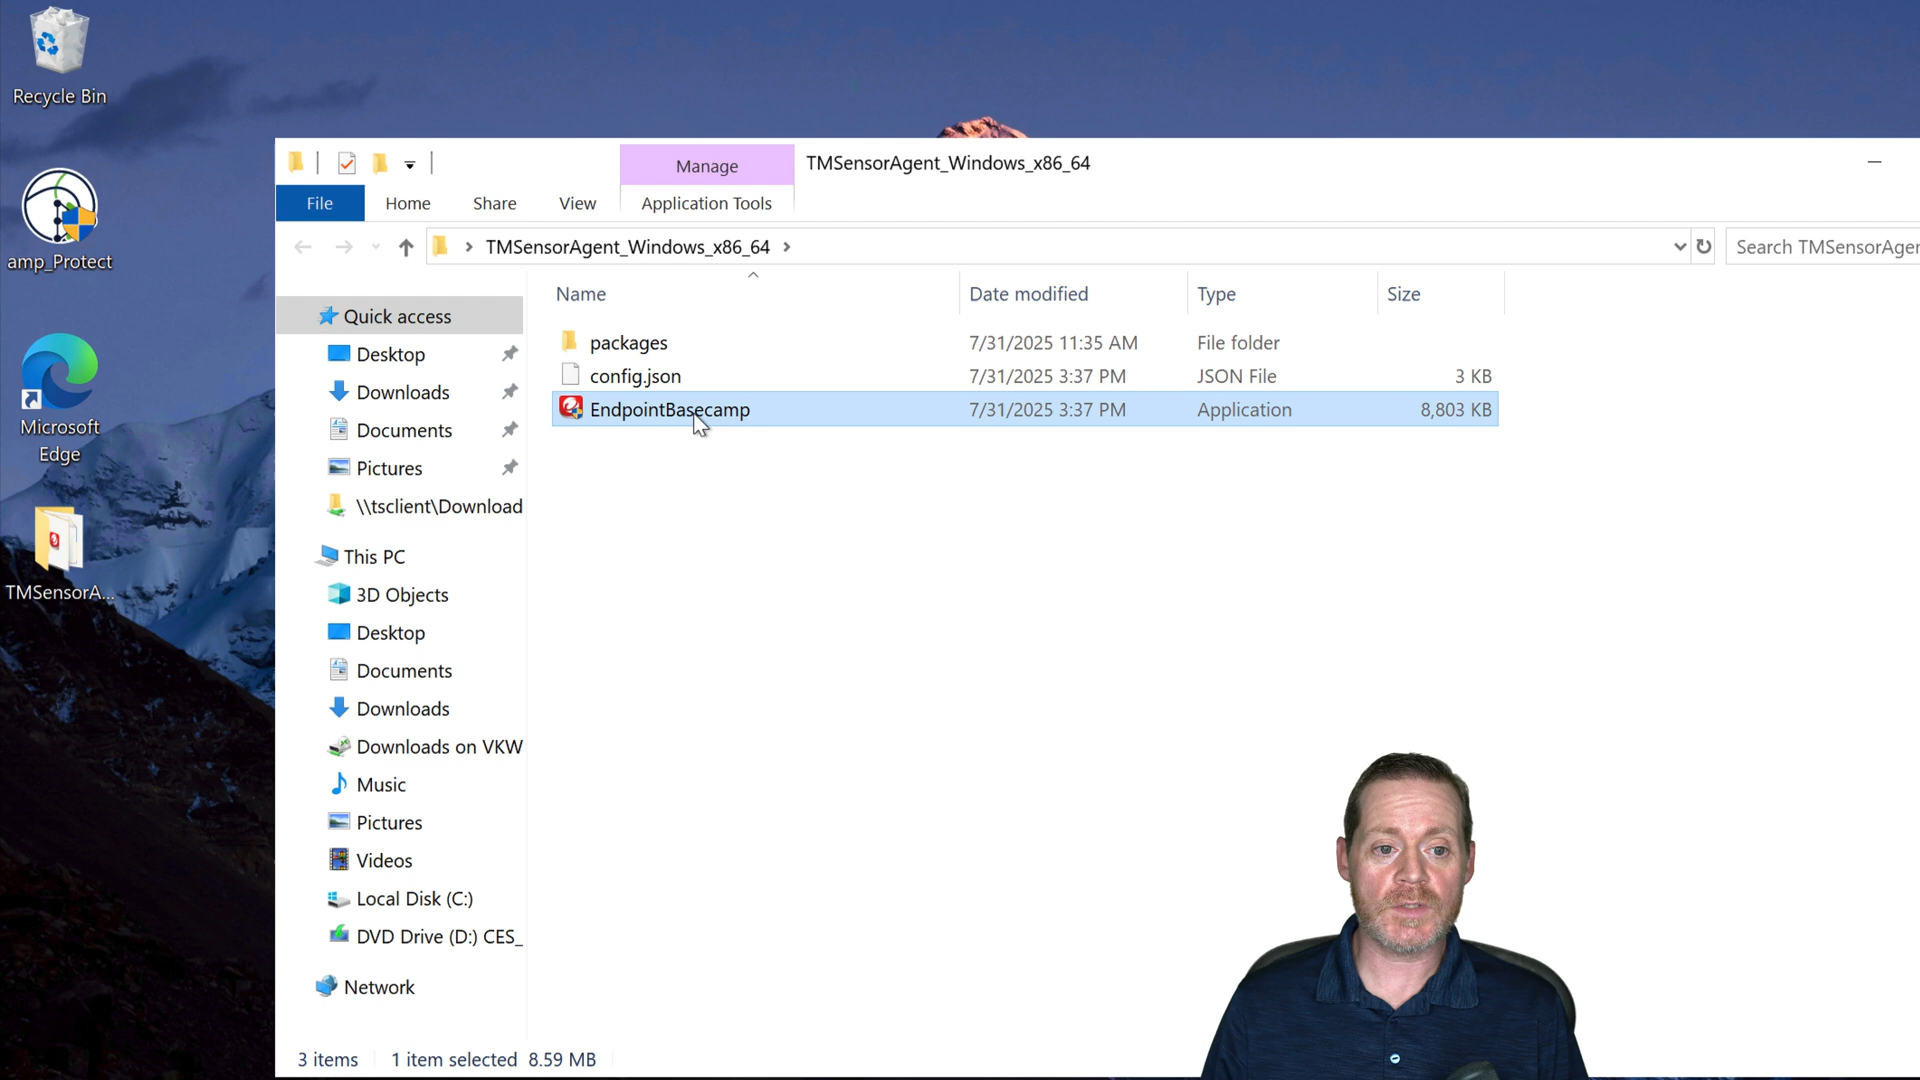 Recycle Bin
amp_Protect
Microsoft
Edge
TMSensorA...
Manage
TMSensorAgent_Windows_x86_64
File
Home
Share
View
Application Tools
TMSensorAgent_Windows_x86_64
Search TMSensorAgen
Name
Date modified
Type
Size
packages
7/31/2025 11:35 AM
File folder
config.json
7/31/2025 3:37 PM
JSON File
3 KB
EndpointBasecamp
7/31/2025 3:37 PM
Application
8,803 KB
Quick access
Desktop
Downloads
Documents
Pictures
\\tsclient\Download
This PC
3D Objects
Desktop
Documents
Downloads
Downloads on VKW
Music
Pictures
Videos
Local Disk (C:)
DVD Drive (D:) CES_
Network
3 items
1 item selected 8.59 MB